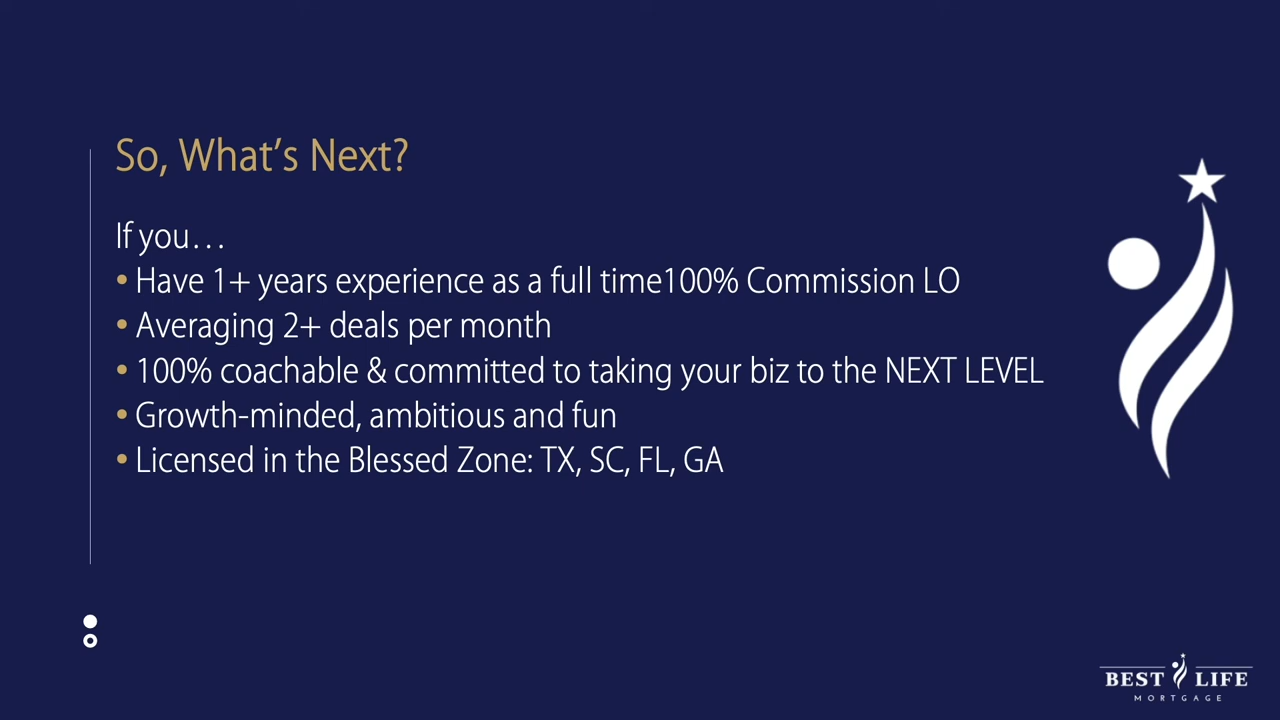 So, What's Next?
If you…
• Have 1+ years experience as a full time100% Commission LO
• Averaging 2+ deals per month
• 100% coachable & committed to taking your biz to the NEXT LEVEL
• Growth-minded, ambitious and fun
• Licensed in the Blessed Zone: TX, SC, FL, GA
BEST LIFE
MORTGAGE